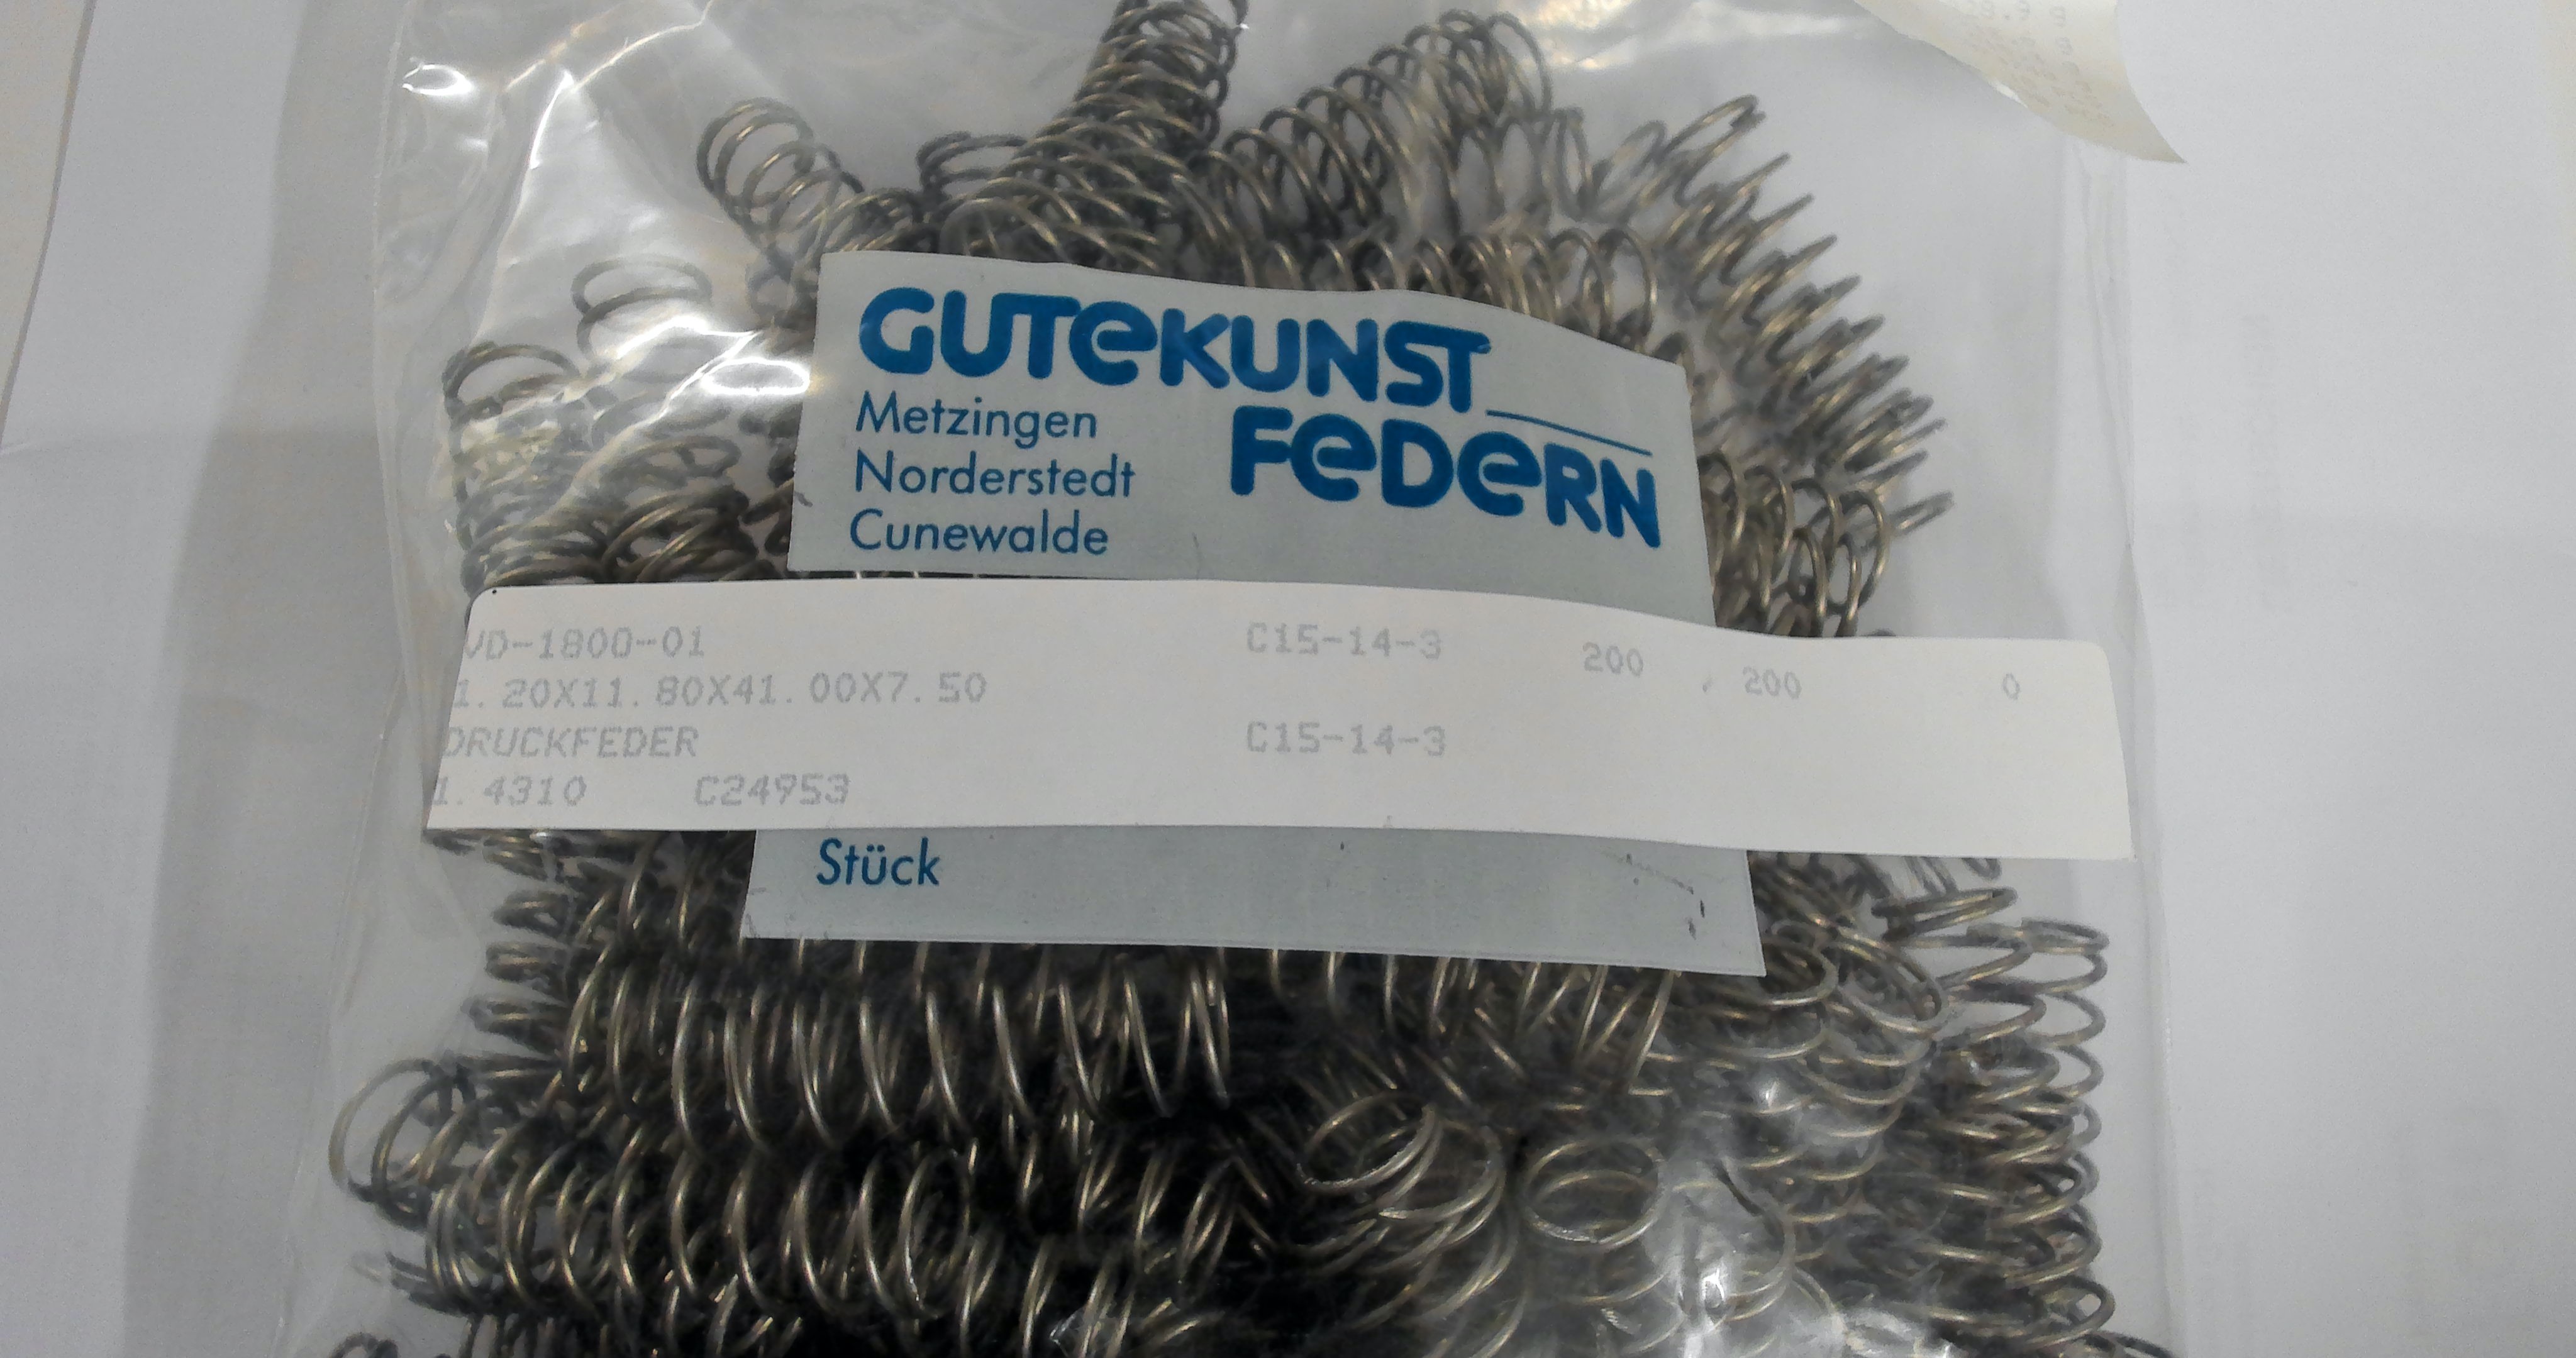 GUTEKUNST
FEDERN
Metzingen
Norderstedt
Cunewalde
VD-1800-01 C15-14-3 200 200 0
1.20X11.80X41.00X7.50
DRUCKFEDER C15-14-3
1.4310 C24953
Stück